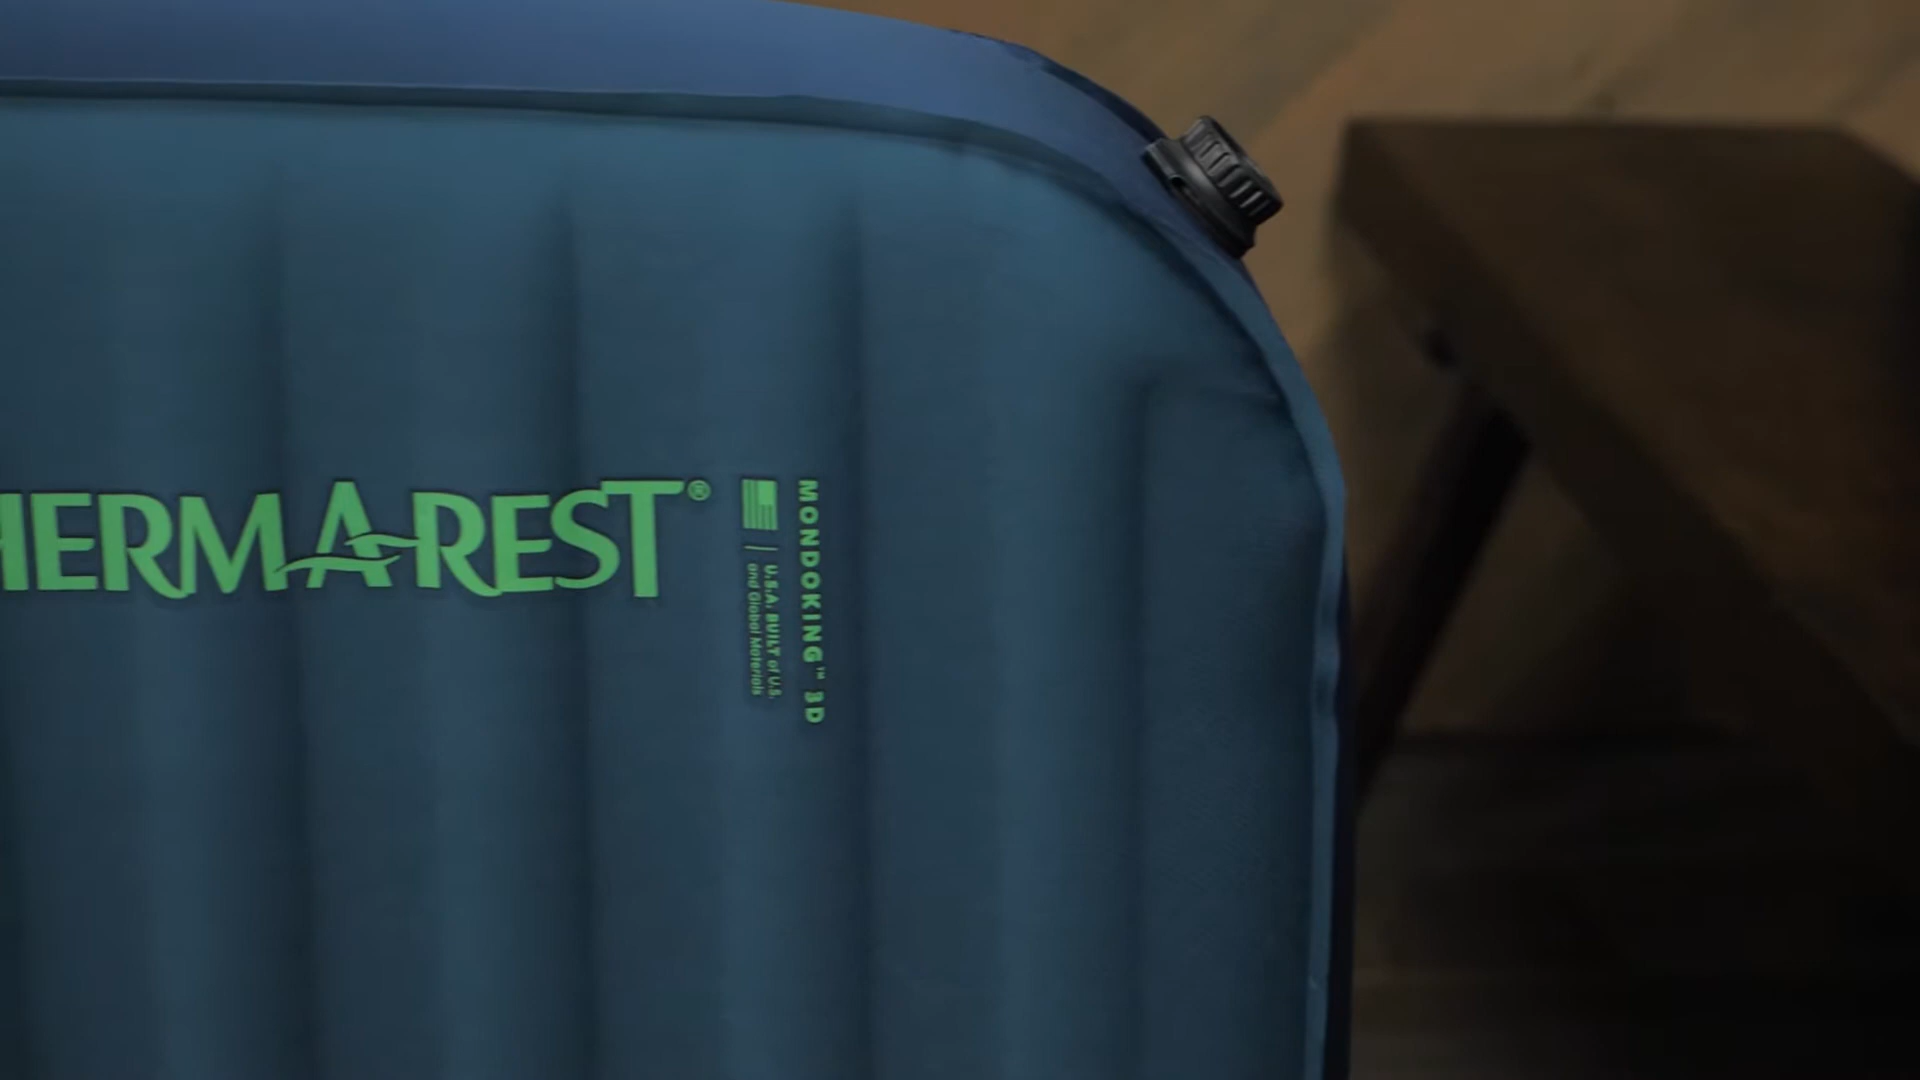 HERMAREST®
MONDOKING™ 3D
U.S.A. BUILT of U.S.
and Global Materials